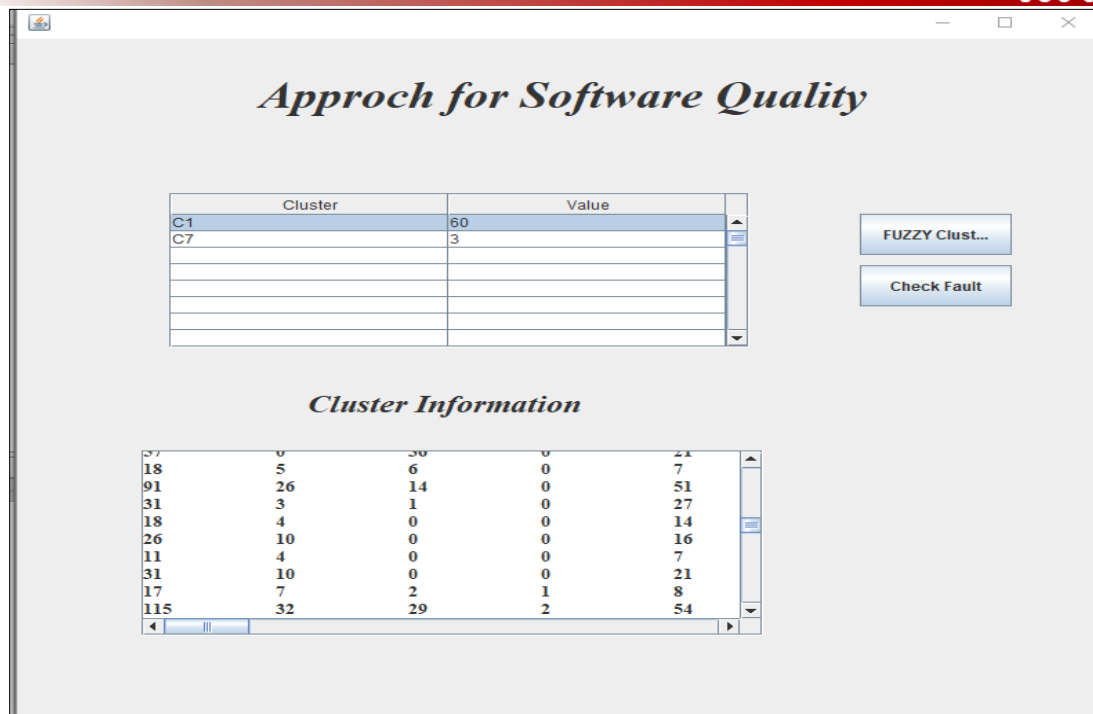 Approch for Software Quality
Cluster Value
C1 60
C7 3
FUZZY Clust...
Check Fault
Cluster Information
18 5 6 0 7
91 26 14 0 51
31 3 1 0 27
18 4 0 0 14
26 10 0 0 16
11 4 0 0 7
31 10 0 0 21
17 7 2 1 8
115 32 29 2 54